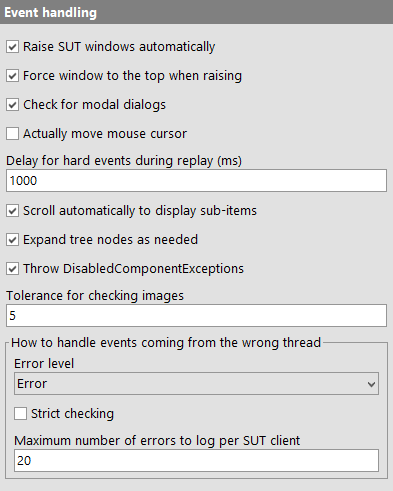 Event handling
Raise SUT windows automatically
Force window to the top when raising
Check for modal dialogs
Actually move mouse cursor
Delay for hard events during replay (ms)
1000
Scroll automatically to display sub-items
Expand tree nodes as needed
Throw DisabledComponentExceptions
Tolerance for checking images
5
How to handle events coming from the wrong thread
Error level
Error
Strict checking
Maximum number of errors to log per SUT client
20